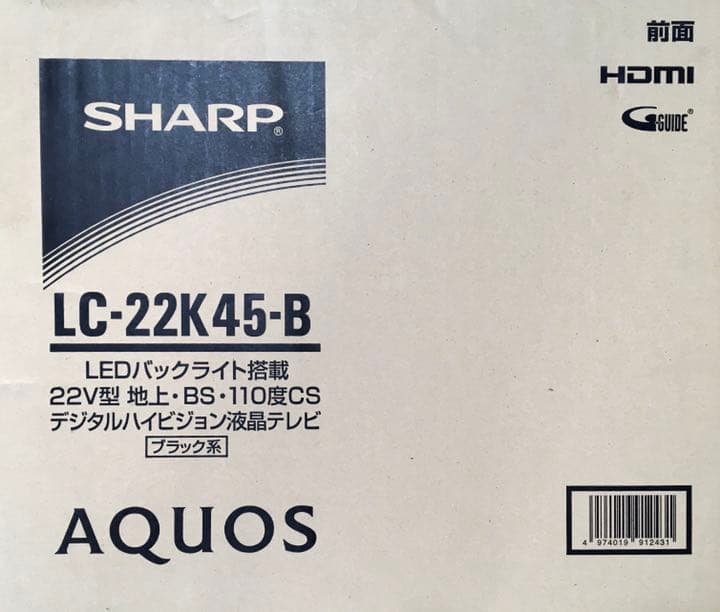 前面
HDMI
G-GUIDE®
SHARP®
LC-22K45-B
LEDバックライト搭載
22V型 地上・BS・110度CS
デジタルハイビジョン液晶テレビ
ブラック系
AQUOS
4 974019 912431